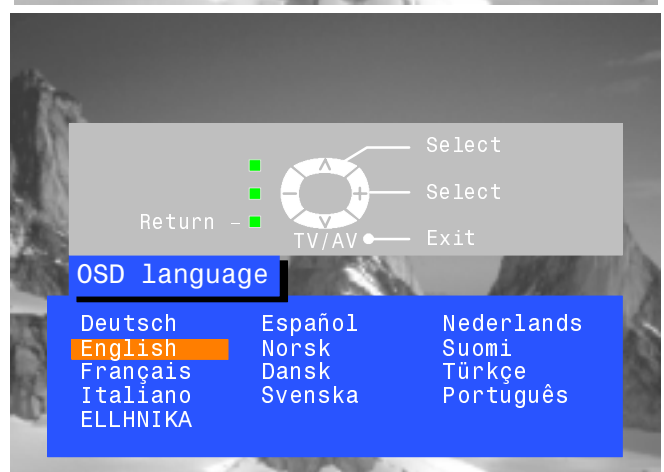 Select
Select
Return –
TV/AV
Exit
OSD language
Deutsch Español Nederlands
English Norsk Suomi
Français Dansk Türkçe
Italiano Svenska Português
ELLHNIKA